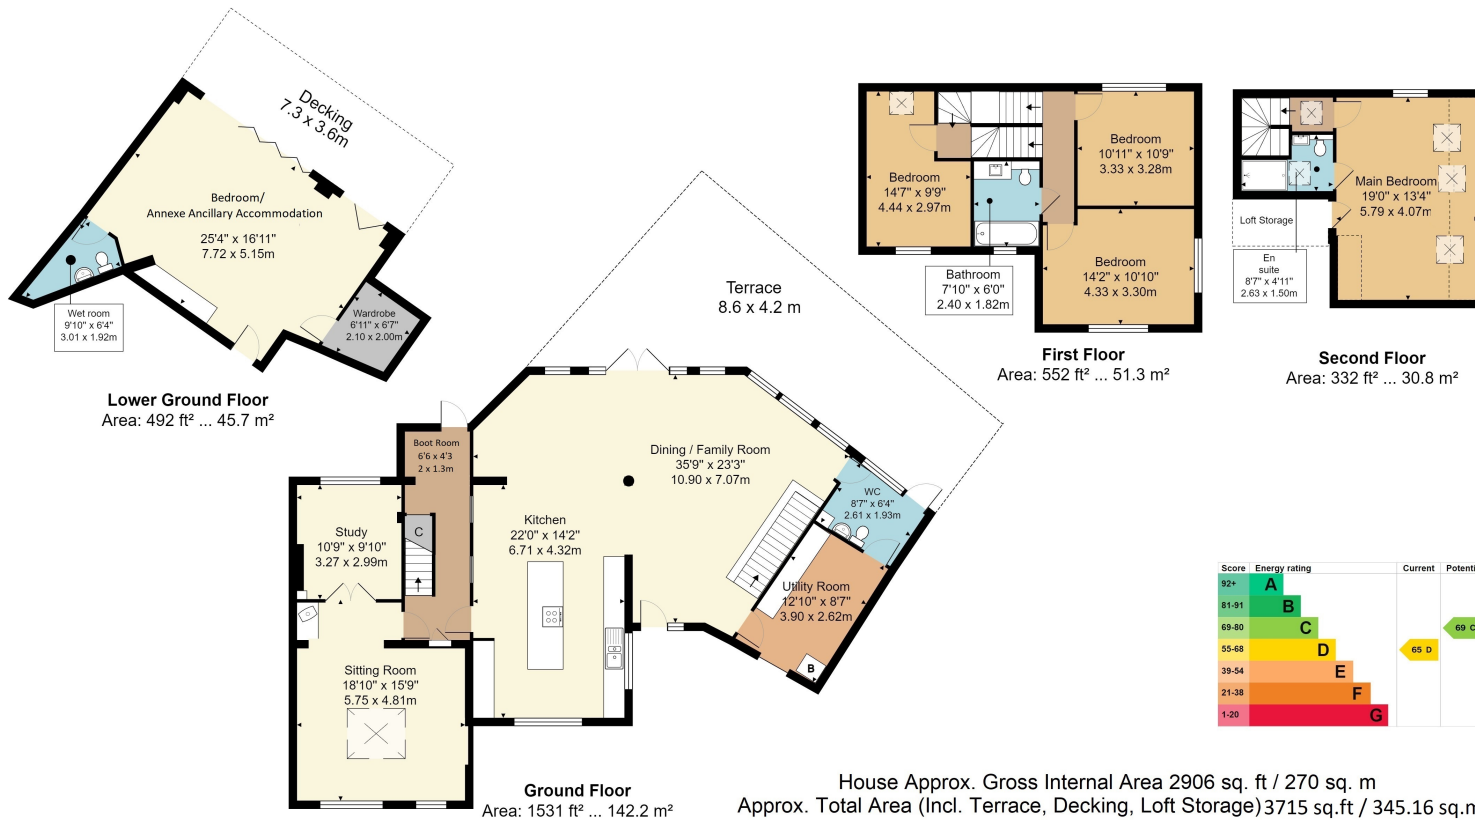 Decking
7.3 x 3.6m
Bedroom/
Annexe Ancillary Accommodation
25'4" x 16'11"
7.72 x 5.15m
Wet room
9'10" x 6'4"
3.01 x 1.92m
Wardrobe
6'11" x 6'7"
2.10 x 2.00m
Lower Ground Floor
Area: 492 ft² ... 45.7 m²
Terrace
8.6 x 4.2 m
Boot Room
6'6 x 4'3
2 x 1.3m
Dining / Family Room
35'9" x 23'3"
10.90 x 7.07m
WC
8'7" x 6'4"
2.61 x 1.93m
Study
10'9" x 9'10"
3.27 x 2.99m
C
Kitchen
22'0" x 14'2"
6.71 x 4.32m
Utility Room
12'10" x 8'7"
3.90 x 2.62m
B
Sitting Room
18'10" x 15'9"
5.75 x 4.81m
Ground Floor
Area: 1531 ft² ... 142.2 m²
Bedroom
14'7" x 9'9"
4.44 x 2.97m
Bedroom
10'11" x 10'9"
3.33 x 3.28m
Bedroom
14'2" x 10'10"
4.33 x 3.30m
Bathroom
7'10" x 6'0"
2.40 x 1.82m
First Floor
Area: 552 ft² ... 51.3 m²
Main Bedroom
19'0" x 13'4"
5.79 x 4.07m
Loft Storage
En
suite
8'7" x 4'11"
2.63 x 1.50m
Second Floor
Area: 332 ft² ... 30.8 m²
Score Energy rating Current Potenti
92+ A
81-91 B
69-80 C 69 C
55-68 D 65 D
39-54 E
21-38 F
1-20 G
House Approx. Gross Internal Area 2906 sq. ft / 270 sq. m
Approx. Total Area (Incl. Terrace, Decking, Loft Storage) 3715 sq.ft / 345.16 sq.m